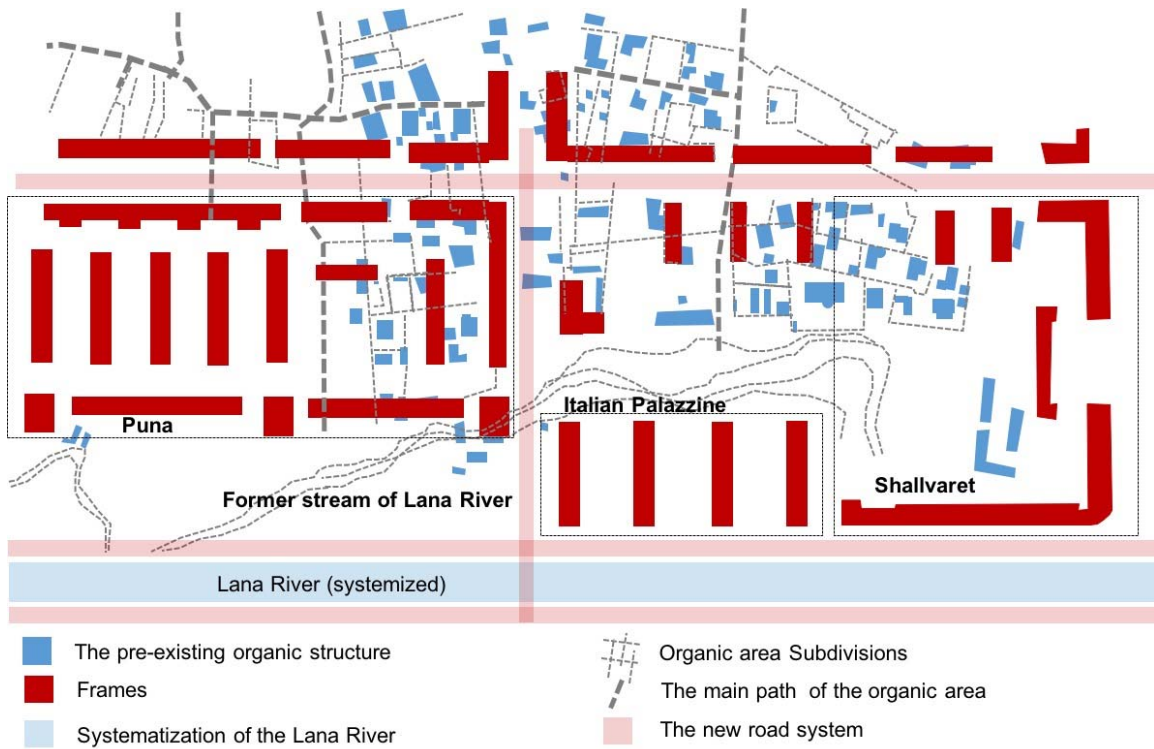 Italian Palazzine
Puna
Former stream of Lana River
Shallvaret
Lana River (systemized)
The pre-existing organic structure
Frames
Systematization of the Lana River
Organic area Subdivisions
The main path of the organic area
The new road system